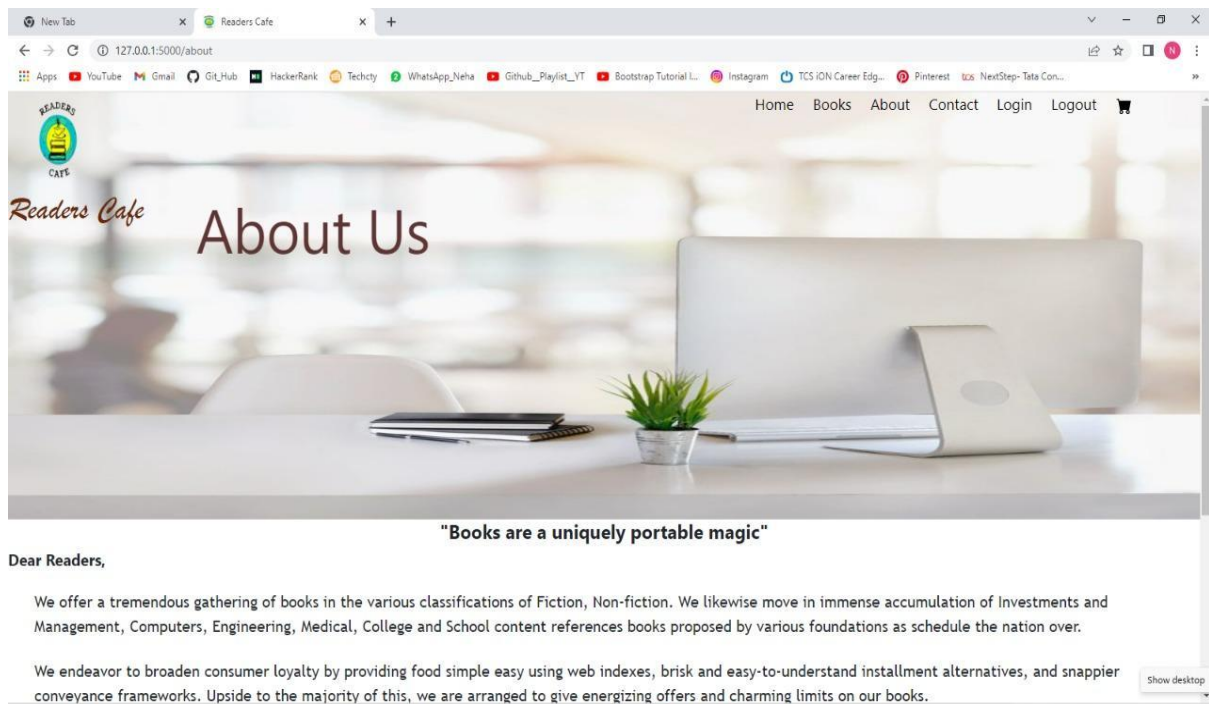 New Tab
Readers Cafe
127.0.0.1:5000/about
Apps YouTube Gmail Git_Hub HackerRank Techcty WhatsApp_Neha Github_Playlist_YT Bootstrap Tutorial I... Instagram TCS iON Career Edg... Pinterest tcs NextStep- Tata Con... »
N
READERS
CAFE
Home Books About Contact Login Logout
Readers Cafe
About Us
"Books are a uniquely portable magic"
Dear Readers,
We offer a tremendous gathering of books in the various classifications of Fiction, Non-fiction. We likewise move in immense accumulation of Investments and
Management, Computers, Engineering, Medical, College and School content references books proposed by various foundations as schedule the nation over.
We endeavor to broaden consumer loyalty by providing food simple easy using web indexes, brisk and easy-to-understand installment alternatives, and snappier
conveyance frameworks. Upside to the majority of this, we are arranged to give energizing offers and charming limits on our books.
Show desktop